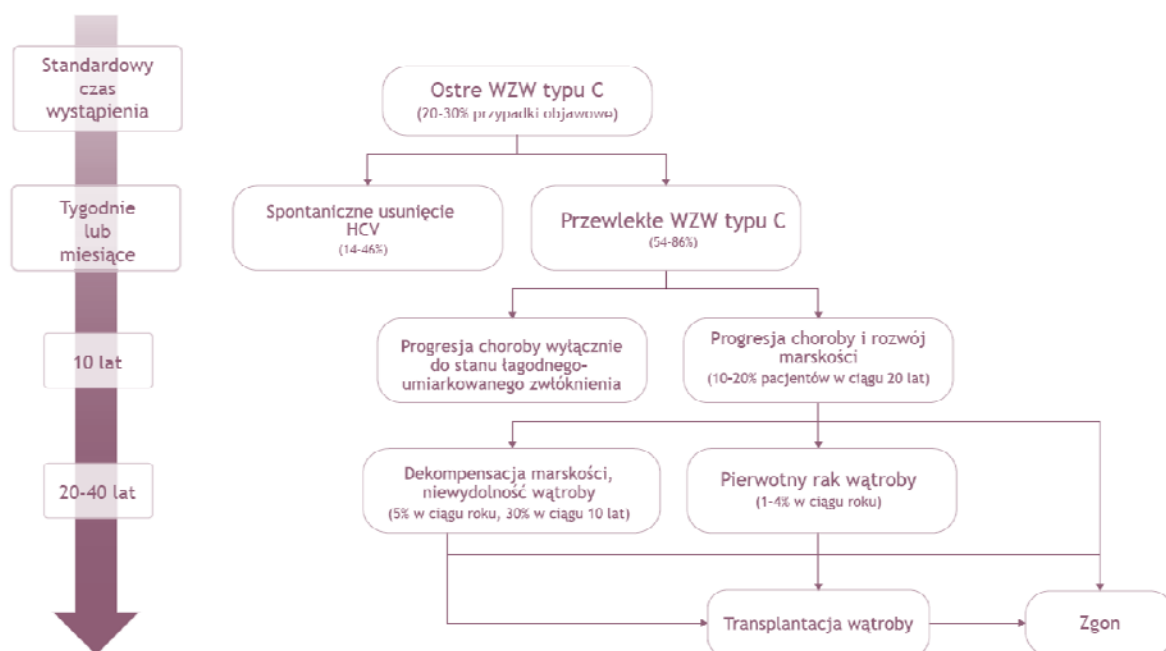 Standardowy
czas
wystąpienia
Ostre WZW typu C
(20-30% przypadki objawowe)
Tygodnie
lub
miesiące
Spontaniczne usunięcie
HCV
(14-46%)
Przewlekłe WZW typu C
(54-86%)
10 lat
Progresja choroby wyłącznie
do stanu łagodnego-
umiarkowanego zwłóknienia
Progresja choroby i rozwój
marskości
(10-20% pacjentów w ciągu 20 lat)
20-40 lat
Dekompensacja marskości,
niewydolność wątroby
(5% w ciągu roku, 30% w ciągu 10 lat)
Pierwotny rak wątroby
(1-4% w ciągu roku)
Transplantacja wątroby
Zgon